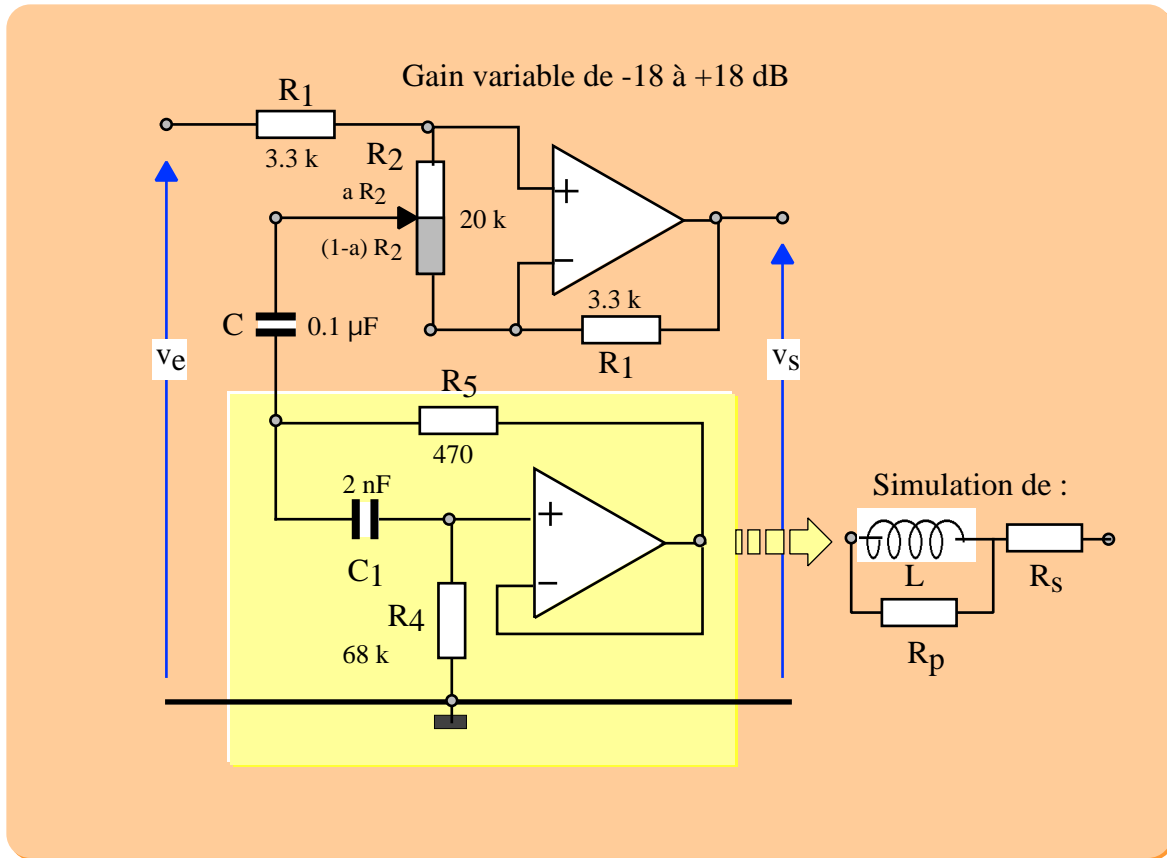 Gain variable de -18 à +18 dB
R1
3.3 k
R2
a R2
20 k
(1-a) R2
+
−
3.3 k
R1
C
0.1 µF
ve
vs
R5
470
2 nF
C1
+
−
R4
68 k
Simulation de :
L
Rs
Rp